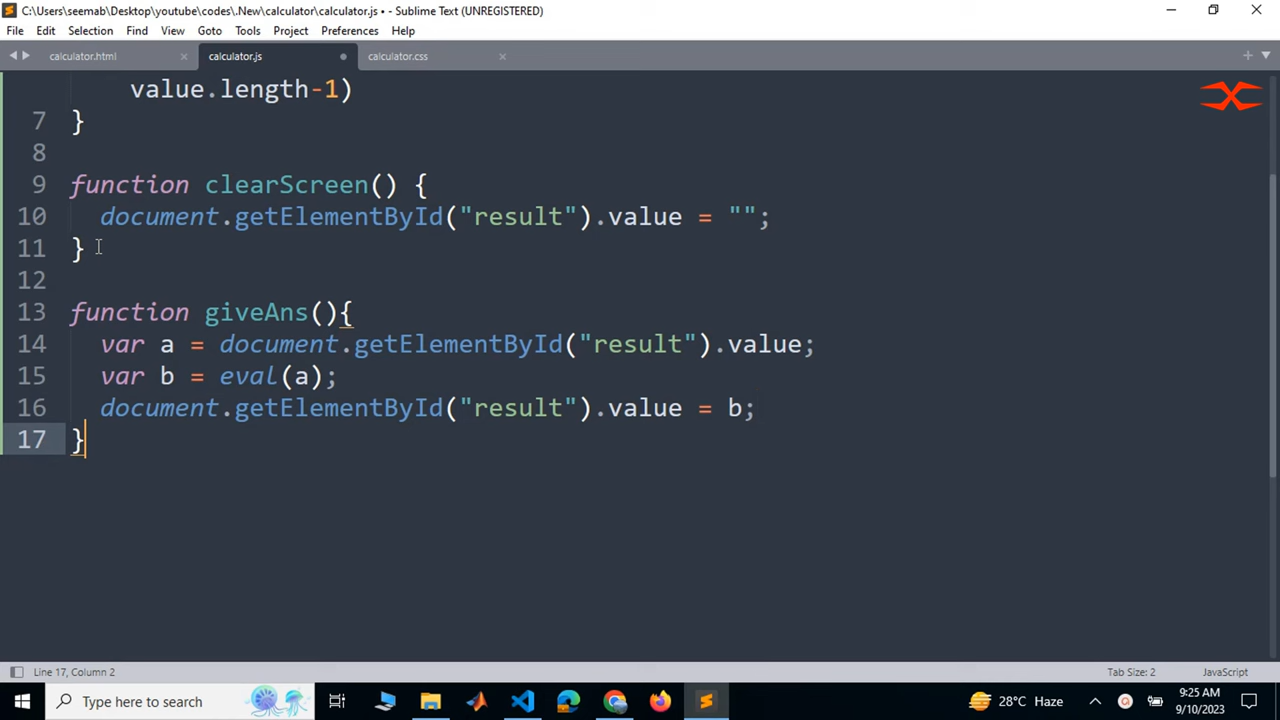 C:\Users\seemab\Desktop\youtube\codes\.New\calculator\calculator.js • - Sublime Text (UNREGISTERED)
File Edit Selection Find View Goto Tools Project Preferences Help
calculator.html calculator.js calculator.css
value.length-1)
7 }
8
9 function clearScreen() {
10 document.getElementById("result").value = "";
11 }
12
13 function giveAns(){
14 var a = document.getElementById("result").value;
15 var b = eval(a);
16 document.getElementById("result").value = b;
17 }
Line 17, Column 2 Tab Size: 2 JavaScript
Type here to search 28°C Haze 9:25 AM
9/10/2023